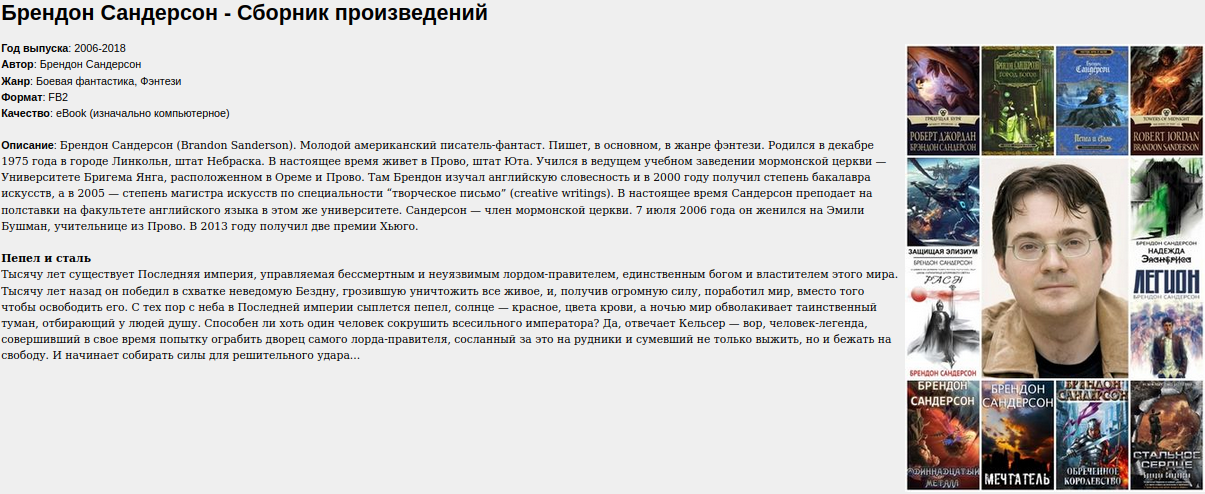 Брендон Сандерсон - Сборник произведений
Год выпуска: 2006-2018
Автор: Брендон Сандерсон
Жанр: Боевая фантастика, Фэнтези
Формат: FB2
Качество: eBook (изначально компьютерное)
Описание: Брендон Сандерсон (Brandon Sanderson). Молодой американский писатель-фантаст. Пишет, в основном, в жанре фэнтези. Родился в декабре
1975 года в городе Линкольн, штат Небраска. В настоящее время живет в Прово, штат Юта. Учился в ведущем учебном заведении мормонской церкви —
Университете Бригема Янга, расположенном в Ореме и Прово. Там Брендон изучал английскую словесность и в 2000 году получил степень бакалавра
искусств, а в 2005 — степень магистра искусств по специальности “творческое письмо” (creative writings). В настоящее время Сандерсон преподает на
полставки на факультете английского языка в этом же университете. Сандерсон — член мормонской церкви. 7 июля 2006 года он женился на Эмили
Бушман, учительнице из Прово. В 2013 году получил две премии Хьюго.
Пепел и сталь
Тысячу лет существует Последняя империя, управляемая бессмертным и неуязвимым лордом-правителем, единственным богом и властителем этого мира.
Тысячу лет назад он победил в схватке неведомую Бездну, грозившую уничтожить все живое, и, получив огромную силу, поработил мир, вместо того
чтобы освободить его. С тех пор с неба в Последней империи сыплется пепел, солнце — красное, цвета крови, а ночью мир обволакивает таинственный
туман, отбирающий у людей душу. Способен ли хоть один человек сокрушить всесильного императора? Да, отвечает Кельсер — вор, человек-легенда,
совершивший в свое время попытку ограбить дворец самого лорда-правителя, сосланный за это на рудники и сумевший не только выжить, но и бежать на
свободу. И начинает собирать силы для решительного удара...
ГРЯДУЩАЯ БУРЯ
РОБЕРТ ДЖОРДАН
БРЭНДОН САНДЕРСОН
ГОРОД БОГОВ
Сандерсон
Пепел и сталь
TOWERS OF MIDNIGHT
ROBERT JORDAN
BRANDON SANDERSON
ЗАЩИЩАЯ ЭЛИЗИУМ
БРЕНДОН САНДЕРСОН
БРЕНДОН САНДЕРСОН
БРЕНДОН САНДЕРСОН
НАДЕЖДА
ЛЕГИОН
БРЕНДОН САНДЕРСОН
БРЕНДОН
САНДЕРСОН
ОДИННАДЦАТЫЙ
МЕТАЛЛ
БРЕНДОН
САНДЕРСОН
МЕЧТАТЕЛЬ
БРЕНДОН
САНДЕРСОН
ОБРЕЧЕННОЕ
КОРОЛЕВСТВО
СТАЛЬНОЕ
СЕРДЦЕ